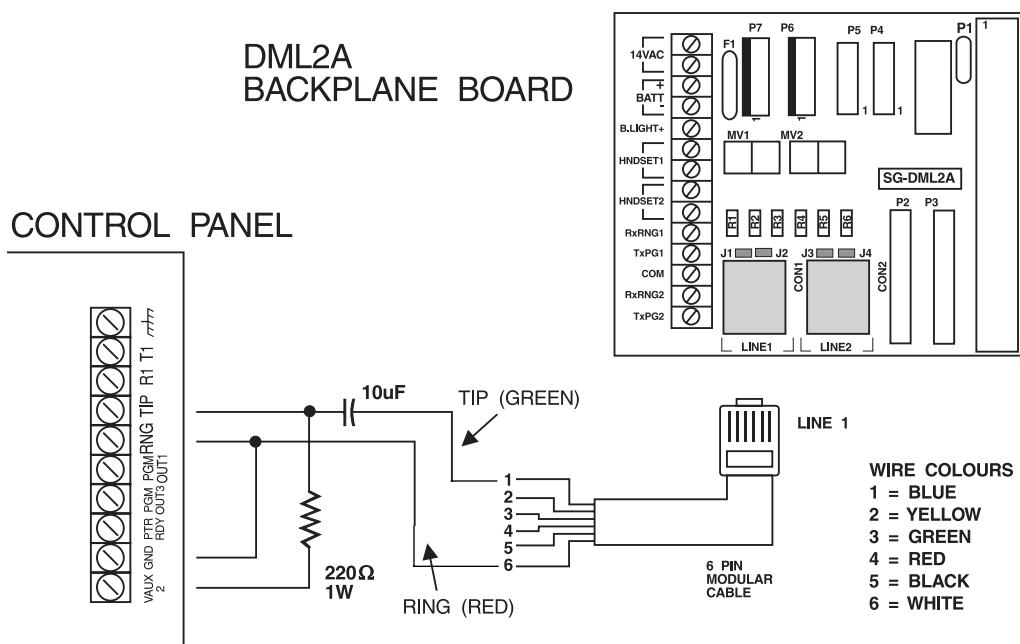 DML2A
BACKPLANE BOARD
CONTROL PANEL
14VAC
+
BATT
-
B.LIGHT+
HNDSET1
HNDSET2
RxRNG1
TxPG1
COM
RxRNG2
TxPG2
F1
P7
P6
P5
P4
P1
1
1
1
1
1
MV1
MV2
SG-DML2A
P2
P3
R1
R2
R3
R4
R5
R6
J1
J2
J3
J4
CON1
CON2
LINE1
LINE2
T1
R1
TIP
RNG
PGM
OUT1
PGM
OUT3
PTR
RDY
GND
VAUX
2
10uF
TIP (GREEN)
220Ω
1W
RING (RED)
1
2
3
4
5
6
LINE 1
6 PIN
MODULAR
CABLE
WIRE COLOURS
1 = BLUE
2 = YELLOW
3 = GREEN
4 = RED
5 = BLACK
6 = WHITE